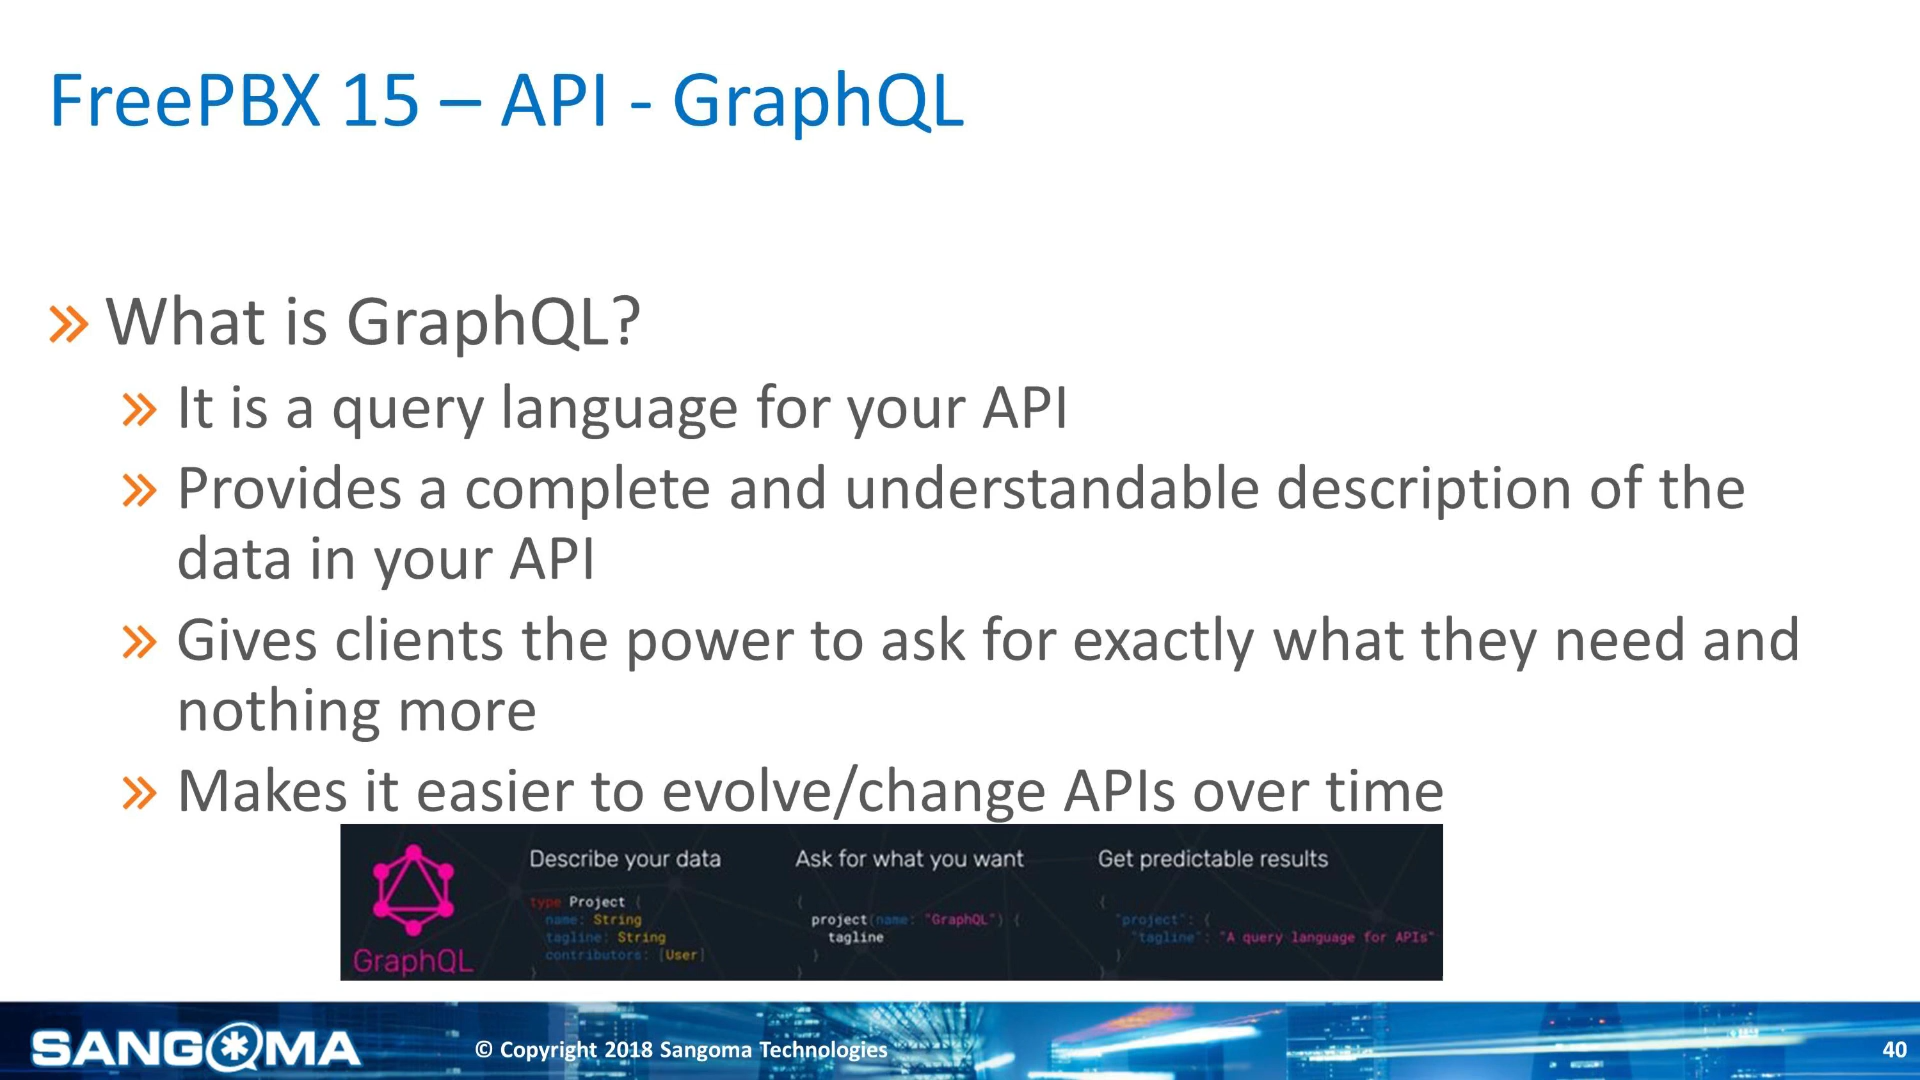 FreePBX 15 – API - GraphQL
» What is GraphQL?
» It is a query language for your API
» Provides a complete and understandable description of the
data in your API
» Gives clients the power to ask for exactly what they need and
nothing more
» Makes it easier to evolve/change APIs over time
GraphQL
Describe your data
type Project {
name: String
tagline: String
contributors: [User]
}
Ask for what you want
{
project(name: "GraphQL") {
tagline
}
}
Get predictable results
{
"project": {
"tagline": "A query language for APIs"
}
}
SANGOMA
© Copyright 2018 Sangoma Technologies
40